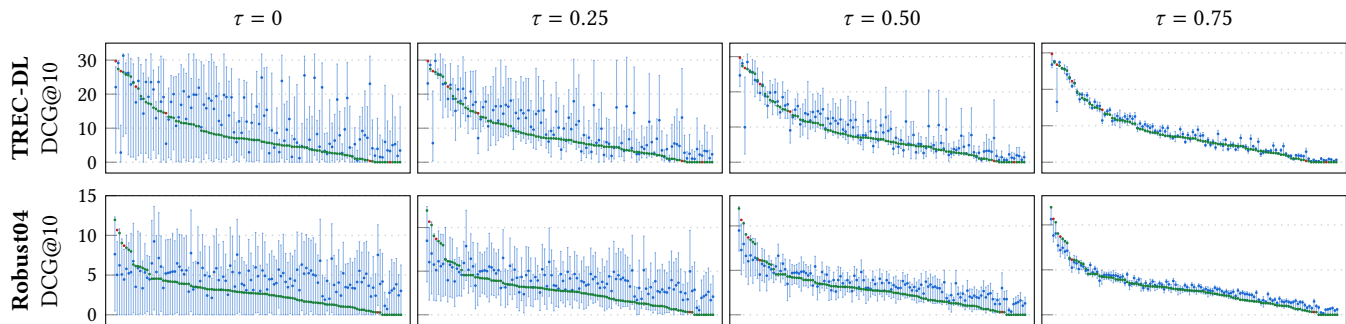 τ = 0
τ = 0.25
τ = 0.50
τ = 0.75
TREC-DL
DCG@10
30
20
10
0
Robust04
DCG@10
15
10
5
0